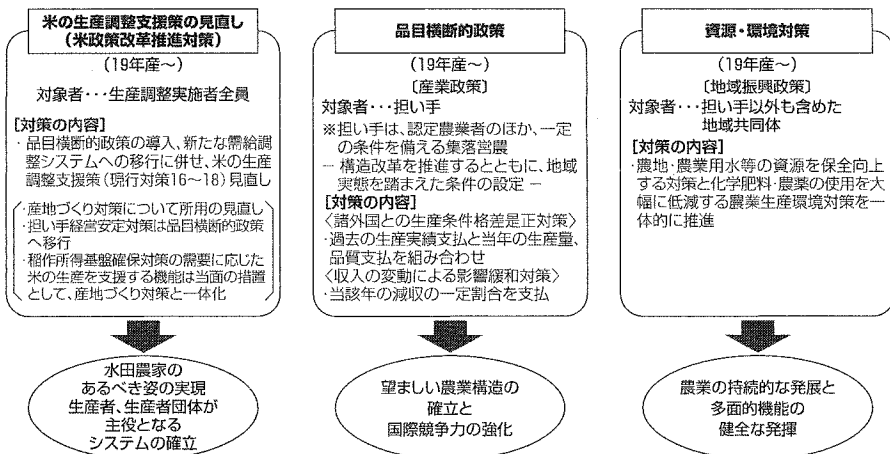 米の生産調整支援策の見直し
(米政策改革推進対策)
(19年産〜)
対象者・・・生産調整実施者全員
[対策の内容]
・品目横断的政策の導入、新たな需給調
整システムへの移行に併せ、米の生産
調整支援策(現行対策16〜18)見直し
・産地づくり対策について所用の見直し
・担い手経営安定対策は品目横断的政策
へ移行
・稲作所得基盤確保対策の需要に応じた
米の生産を支援する機能は当面の措置
として、産地づくり対策と一体化
水田農家の
あるべき姿の実現
生産者、生産者団体が
主役となる
システムの確立
品目横断的政策
(19年産〜)
〔産業政策〕
対象者・・・担い手
※担い手は、認定農業者のほか、一定
の条件を備える集落営農
― 構造改革を推進するとともに、地域
実態を踏まえた条件の設定 ―
[対策の内容]
〈諸外国との生産条件格差是正対策〉
・過去の生産実績支払と当年の生産量、
品質支払を組み合わせ
〈収入の変動による影響緩和対策〉
・当該年の減収の一定割合を支払
望ましい農業構造の
確立と
国際競争力の強化
資源・環境対策
(19年産〜)
〔地域振興政策〕
対象者・・・担い手以外も含めた
地域共同体
[対策の内容]
・農地・農業用水等の資源を保全向上
する対策と化学肥料・農薬の使用を大
幅に低減する農業生産環境対策を一
体的に推進
農業の持続的な発展と
多面的機能の
健全な発揮